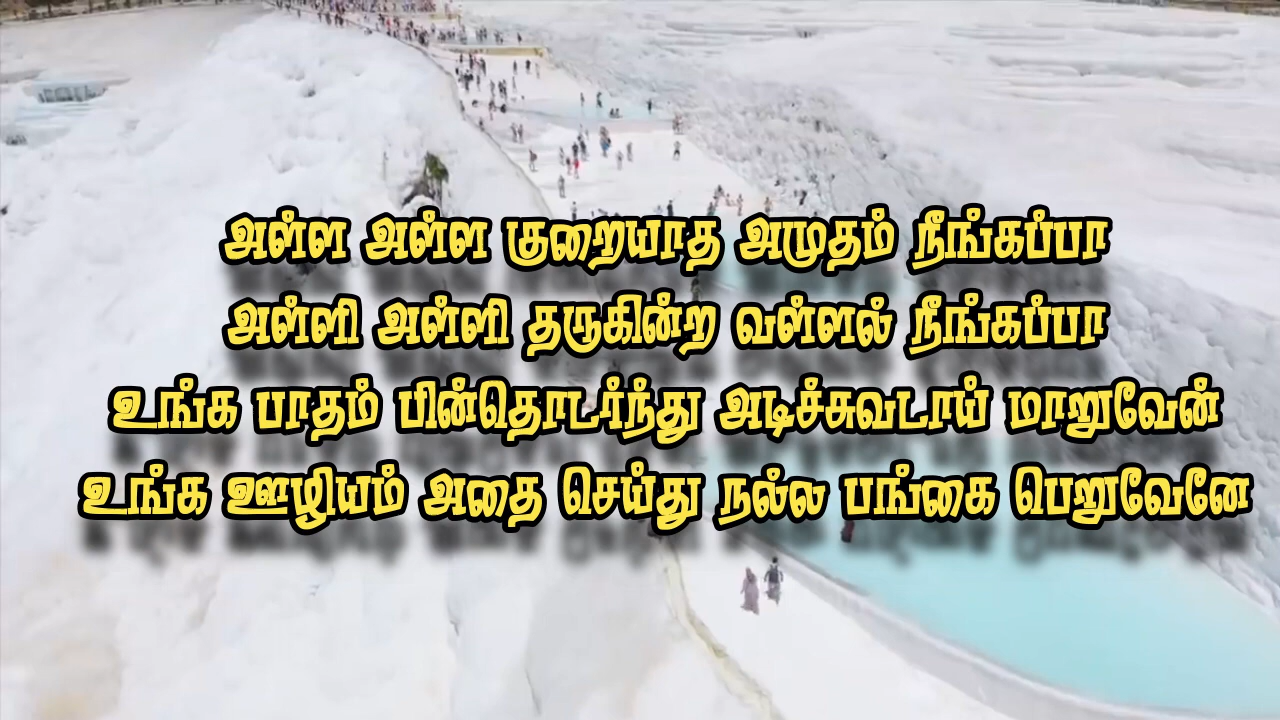 அள்ள அள்ள குறையாத அமுதம் நீங்கப்பா
அள்ளி அள்ளி தருகின்ற வள்ளல் நீங்கப்பா
உங்க பாதம் பின்தொடர்ந்து அடிச்சுவடாய் மாறுவேன்
உங்க ஊழியம் அதை செய்து நல்ல பங்கை பெறுவேனே